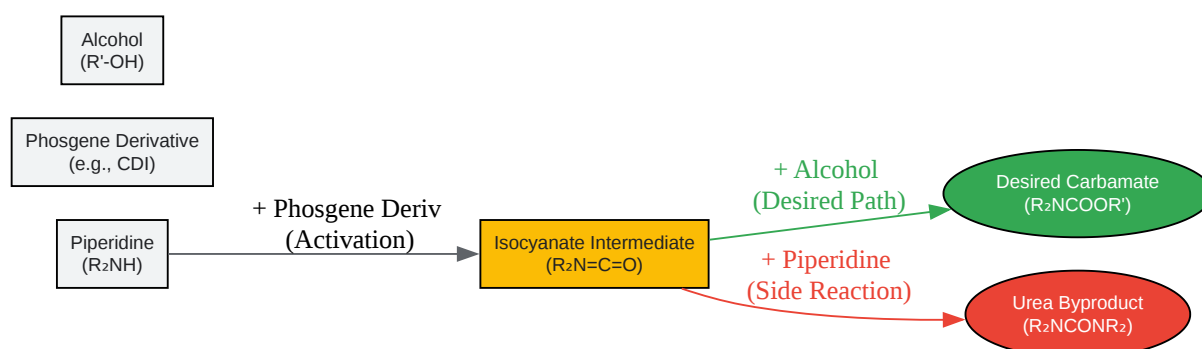 Alcohol
(R'-OH)
Phosgene Derivative
(e.g., CDI)
Piperidine
(R₂NH)
+ Phosgene Deriv
(Activation)
Isocyanate Intermediate
(R₂N=C=O)
+ Alcohol
(Desired Path)
+ Piperidine
(Side Reaction)
Desired Carbamate
(R₂NCOOR')
Urea Byproduct
(R₂NCONR₂)